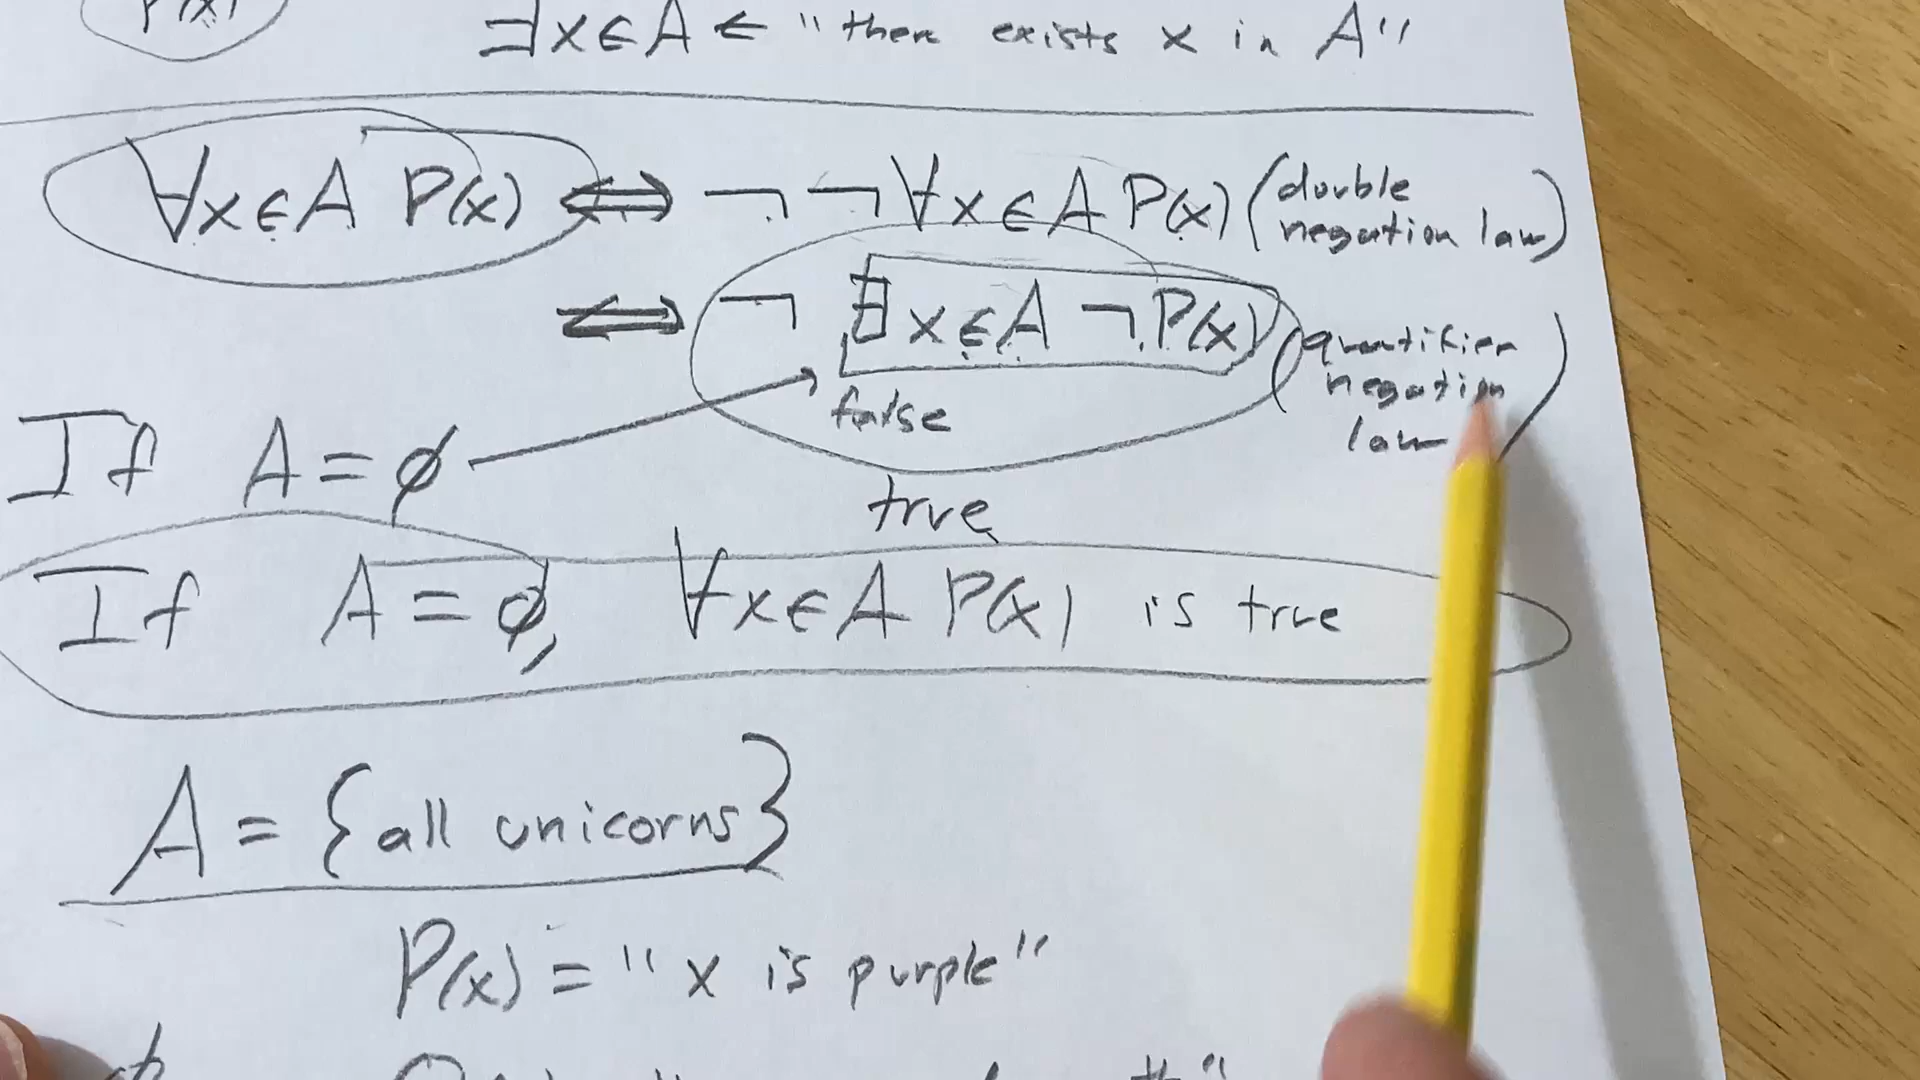 P(x)
∃x∈A ← "there exists x in A"
∀x∈A P(x) ⟺ ¬¬∀x∈A P(x) (double negation law)
⟺ ¬ ∃x∈A ¬P(x) (quantifier negation law)
false
If A = ∅
true
If A = ∅, ∀x∈A P(x) is true
A = {all unicorns}
P(x) = "x is purple"